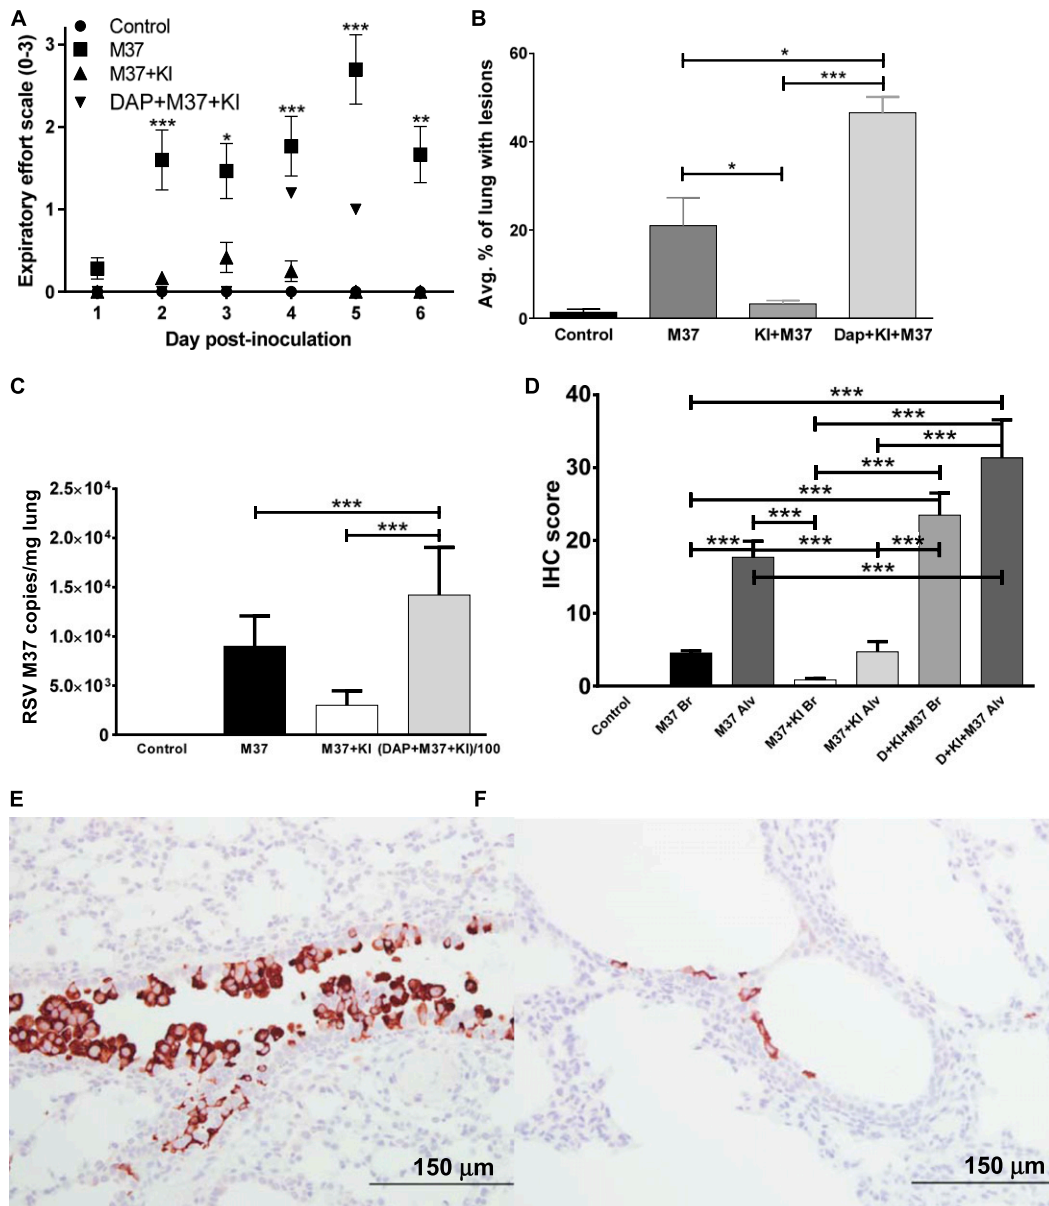 A
Expiratory effort scale (0-3)
3
2
1
0
Control
M37
M37+KI
DAP+M37+KI
***
*
***
***
**
1 2 3 4 5 6
Day post-inoculation
B
Avg. % of lung with lesions
60
40
20
0
*
***
*
Control M37 KI+M37 Dap+KI+M37
C
RSV M37 copies/mg lung
2.5×10⁴
2.0×10⁴
1.5×10⁴
1.0×10⁴
5.0×10³
0
***
***
Control M37 M37+KI (DAP+M37+KI)/100
D
IHC score
40
30
20
10
0
***
***
***
***
***
***
*** *** ***
***
Control
M37 Br
M37 Alv
M37+KI Br
M37+KI Alv
D+KI+M37 Br
D+KI+M37 Alv
E
150 µm
F
150 µm